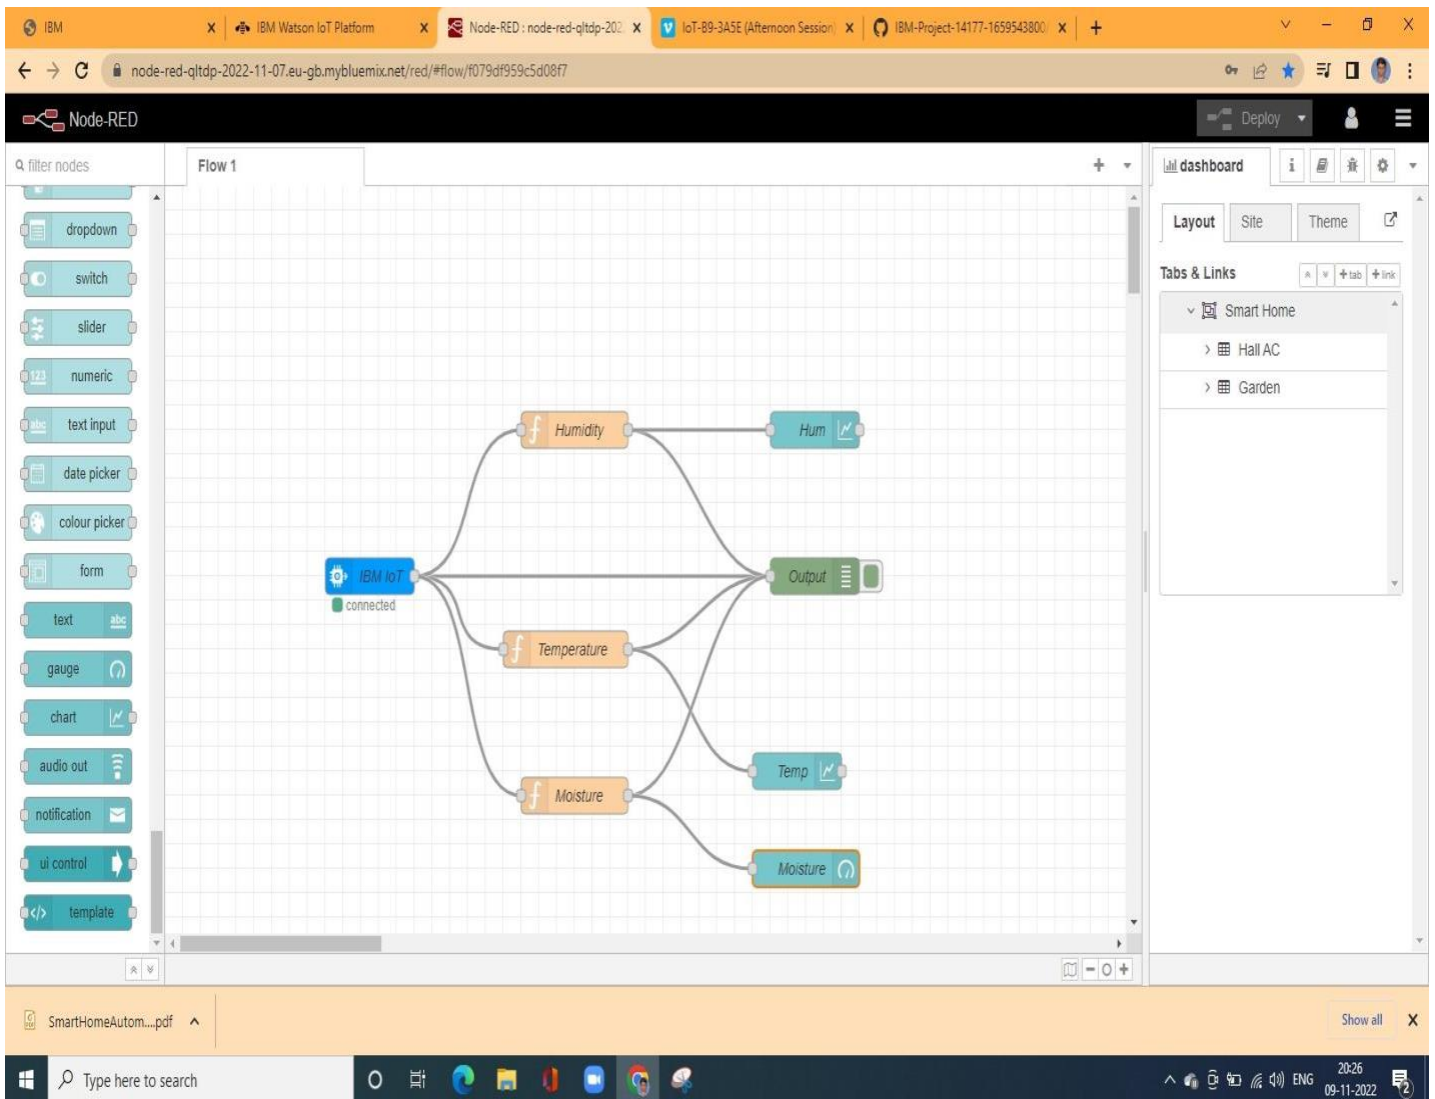 IBM
IBM Watson IoT Platform
Node-RED : node-red-qltdp-202
IoT-B9-3A5E (Afternoon Session)
IBM-Project-14177-1659543800/
node-red-qltdp-2022-11-07.eu-gb.mybluemix.net/red/#flow/f079df959c5d08f7
Node-RED
Deploy
filter nodes
Flow 1
dashboard
i
dropdown
switch
slider
123 numeric
abc text input
date picker
colour picker
form
text abc
gauge
chart
audio out
notification
ui control
</> template
Layout
Site
Theme
Tabs & Links
+ tab
+ link
Smart Home
Hall AC
Garden
f Humidity
Hum
IBM IoT
connected
Output
f Temperature
Temp
f Moisture
Moisture
SmartHomeAutom....pdf
Show all
Type here to search
ENG
20:26
09-11-2022
2